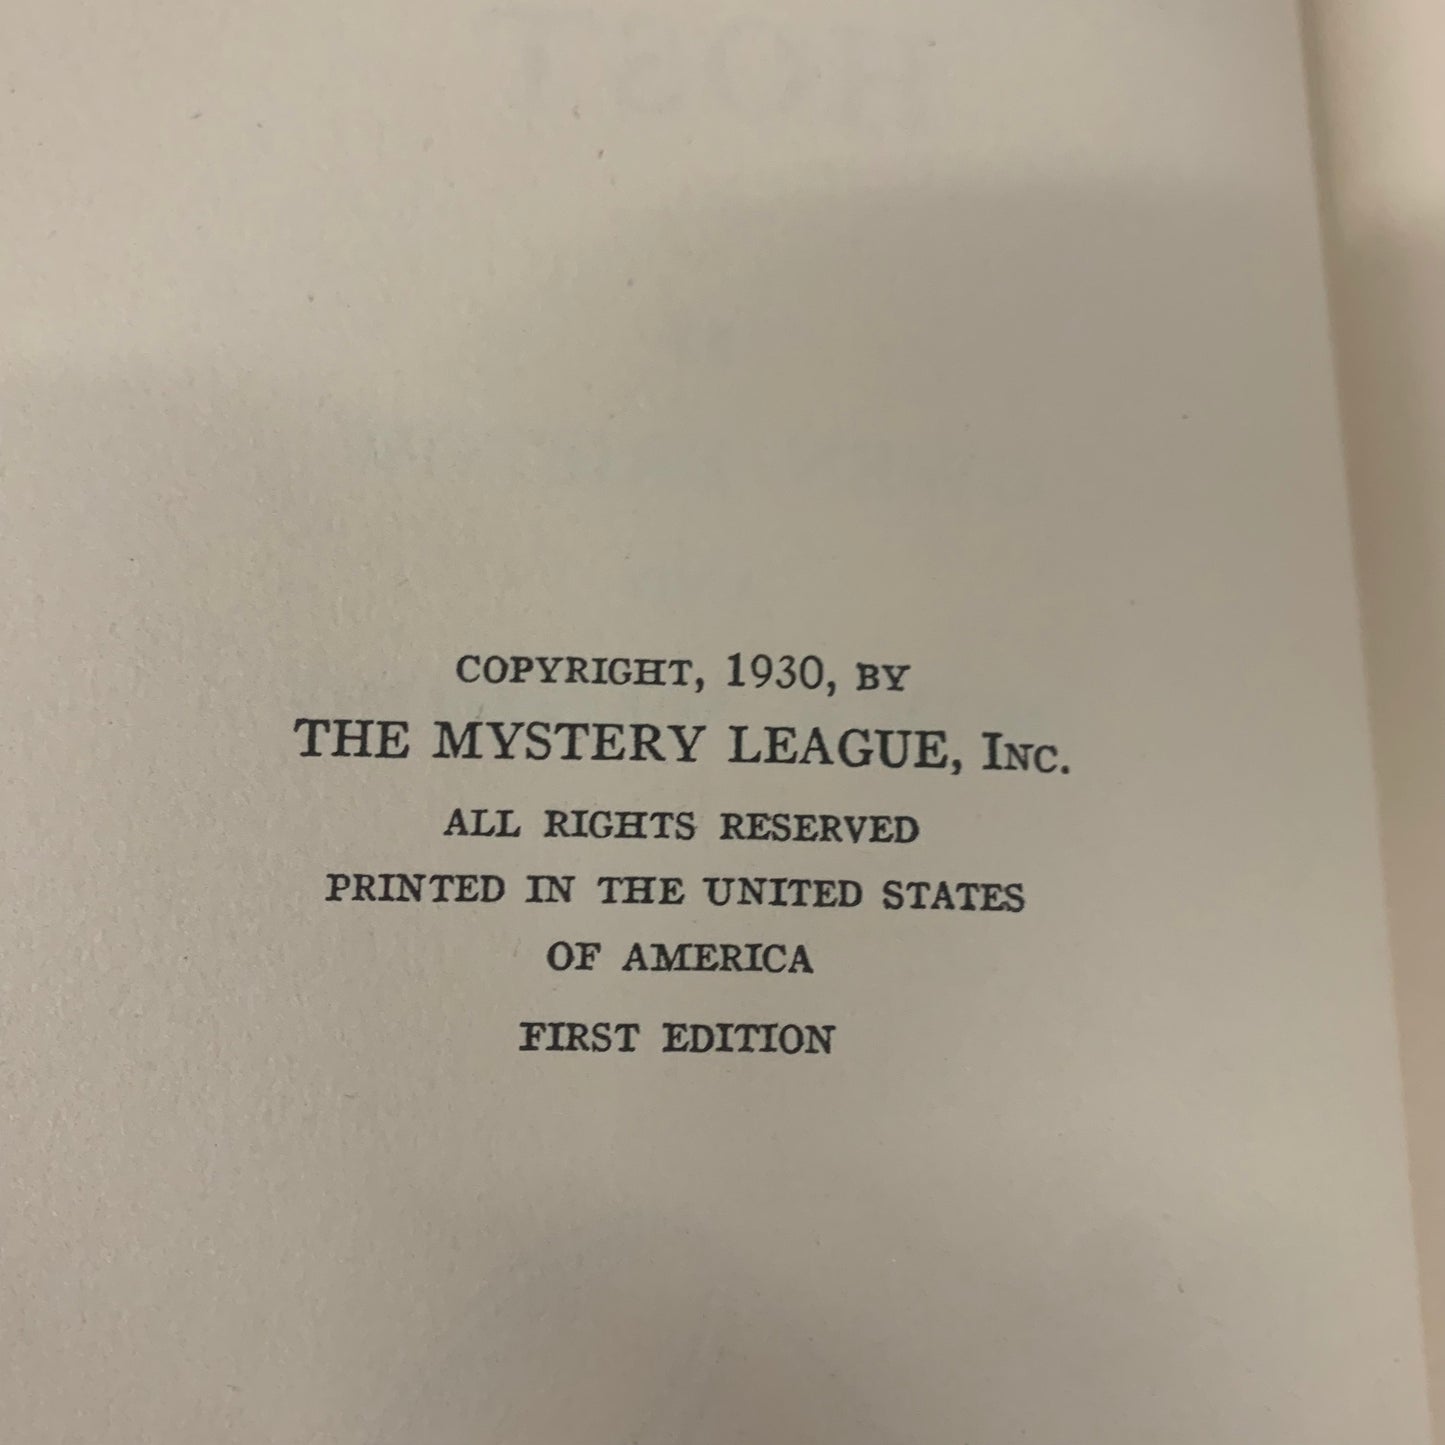 COPYRIGHT, 1930, BY
THE MYSTERY LEAGUE, INC.
ALL RIGHTS RESERVED
PRINTED IN THE UNITED STATES
OF AMERICA
FIRST EDITION